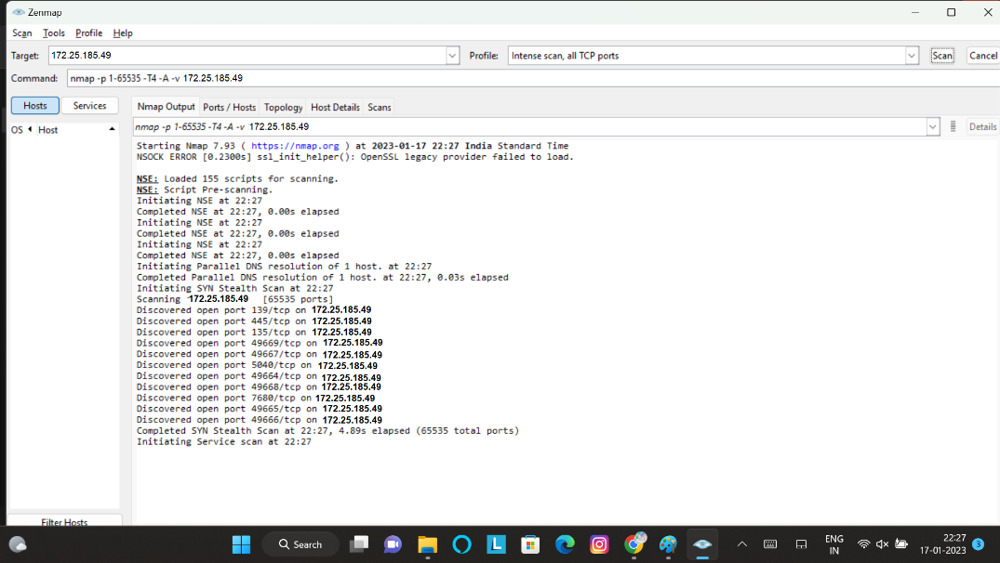 Zenmap
Scan Tools Profile Help
Target: 172.25.185.49 Profile: Intense scan, all TCP ports Scan Cancel
Command: nmap -p 1-65535 -T4 -A -v 172.25.185.49
Hosts Services Nmap Output Ports / Hosts Topology Host Details Scans
OS Host nmap -p 1-65535 -T4 -A -v 172.25.185.49 Details
Starting Nmap 7.93 ( https://nmap.org ) at 2023-01-17 22:27 India Standard Time
NSOCK ERROR [0.2300s] ssl_init_helper(): OpenSSL legacy provider failed to load.
NSE: Loaded 155 scripts for scanning.
NSE: Script Pre-scanning.
Initiating NSE at 22:27
Completed NSE at 22:27, 0.00s elapsed
Initiating NSE at 22:27
Completed NSE at 22:27, 0.00s elapsed
Initiating NSE at 22:27
Completed NSE at 22:27, 0.00s elapsed
Initiating Parallel DNS resolution of 1 host. at 22:27
Completed Parallel DNS resolution of 1 host. at 22:27, 0.03s elapsed
Initiating SYN Stealth Scan at 22:27
Scanning 172.25.185.49 [65535 ports]
Discovered open port 139/tcp on 172.25.185.49
Discovered open port 445/tcp on 172.25.185.49
Discovered open port 135/tcp on 172.25.185.49
Discovered open port 49669/tcp on 172.25.185.49
Discovered open port 49667/tcp on 172.25.185.49
Discovered open port 5040/tcp on 172.25.185.49
Discovered open port 49664/tcp on 172.25.185.49
Discovered open port 49668/tcp on 172.25.185.49
Discovered open port 7680/tcp on 172.25.185.49
Discovered open port 49665/tcp on 172.25.185.49
Discovered open port 49666/tcp on 172.25.185.49
Completed SYN Stealth Scan at 22:27, 4.89s elapsed (65535 total ports)
Initiating Service scan at 22:27
Filter Hosts
Search
L
ENG
IN
22:27
17-01-2023
3